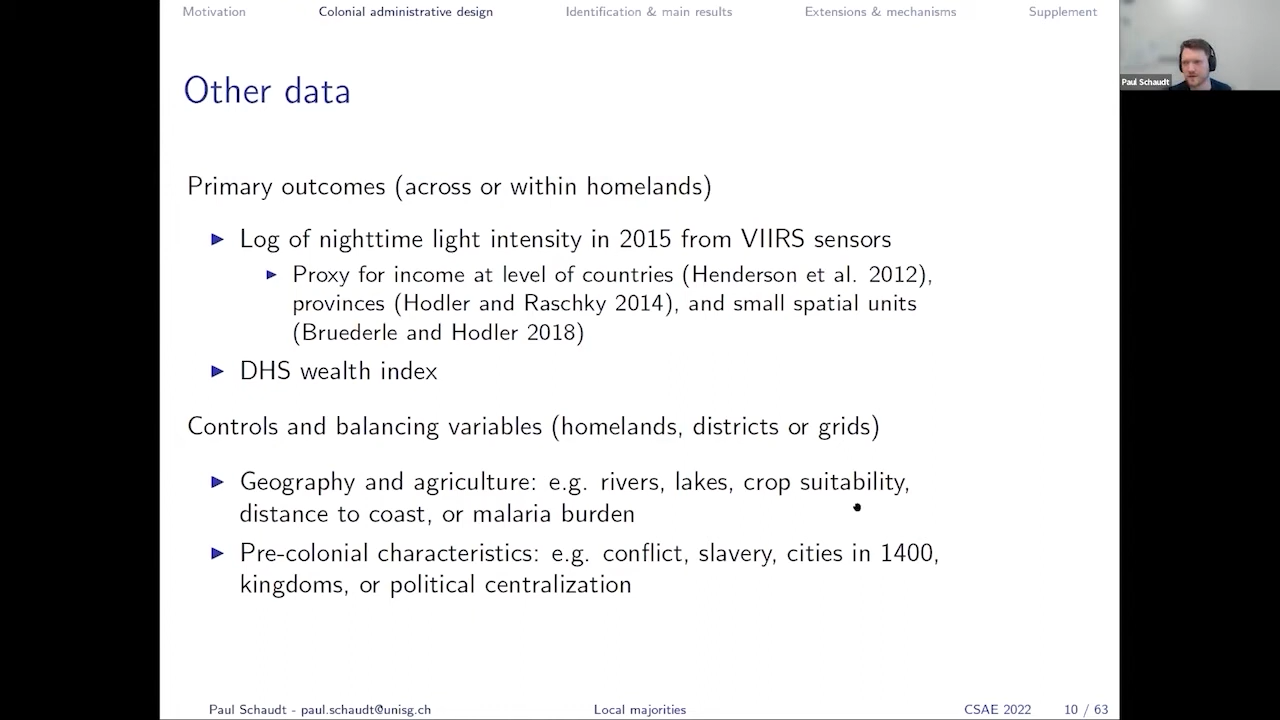 Motivation Colonial administrative design Identification & main results Extensions & mechanisms Supplement
Paul Schaudt
Other data
Primary outcomes (across or within homelands)
Log of nighttime light intensity in 2015 from VIIRS sensors
Proxy for income at level of countries (Henderson et al. 2012),
provinces (Hodler and Raschky 2014), and small spatial units
(Bruederle and Hodler 2018)
DHS wealth index
Controls and balancing variables (homelands, districts or grids)
Geography and agriculture: e.g. rivers, lakes, crop suitability,
distance to coast, or malaria burden
Pre-colonial characteristics: e.g. conflict, slavery, cities in 1400,
kingdoms, or political centralization
Paul Schaudt - paul.schaudt@unisg.ch Local majorities CSAE 2022 10 / 63